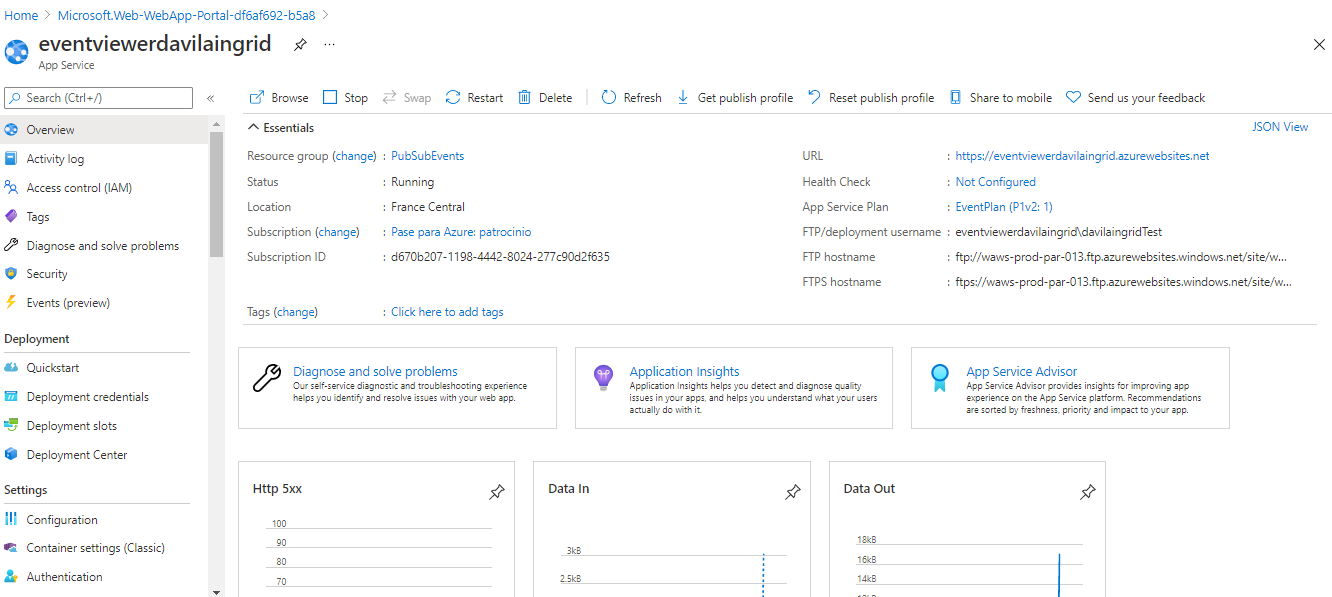 Home > Microsoft.Web-WebApp-Portal-df6af692-b5a8 >
eventviewerdavilaingrid
App Service
Search (Ctrl+/) «
Browse Stop Swap Restart Delete Refresh Get publish profile Reset publish profile Share to mobile Send us your feedback
Overview
Activity log
Access control (IAM)
Tags
Diagnose and solve problems
Security
Events (preview)
Deployment
Quickstart
Deployment credentials
Deployment slots
Deployment Center
Settings
Configuration
Container settings (Classic)
Authentication
Essentials
JSON View
Resource group (change) : PubSubEvents
Status : Running
Location : France Central
Subscription (change) : Pase para Azure: patrocinio
Subscription ID : d670b207-1198-4442-8024-277c90d2f635
Tags (change) : Click here to add tags
URL : https://eventviewerdavilaingrid.azurewebsites.net
Health Check : Not Configured
App Service Plan : EventPlan (P1v2: 1)
FTP/deployment username : eventviewerdavilaingrid\davilaingridTest
FTP hostname : ftp://waws-prod-par-013.ftp.azurewebsites.windows.net/site/w...
FTPS hostname : ftps://waws-prod-par-013.ftp.azurewebsites.windows.net/site/w...
Diagnose and solve problems
Our self-service diagnostic and troubleshooting experience
helps you identify and resolve issues with your web app.
Application Insights
Application Insights helps you detect and diagnose quality
issues in your apps, and helps you understand what your users
actually do with it.
App Service Advisor
App Service Advisor provides insights for improving app
experience on the App Service platform. Recommendations
are sorted by freshness, priority and impact to your app.
Http 5xx
100
90
80
70
Data In
3kB
2.5kB
Data Out
18kB
16kB
14kB